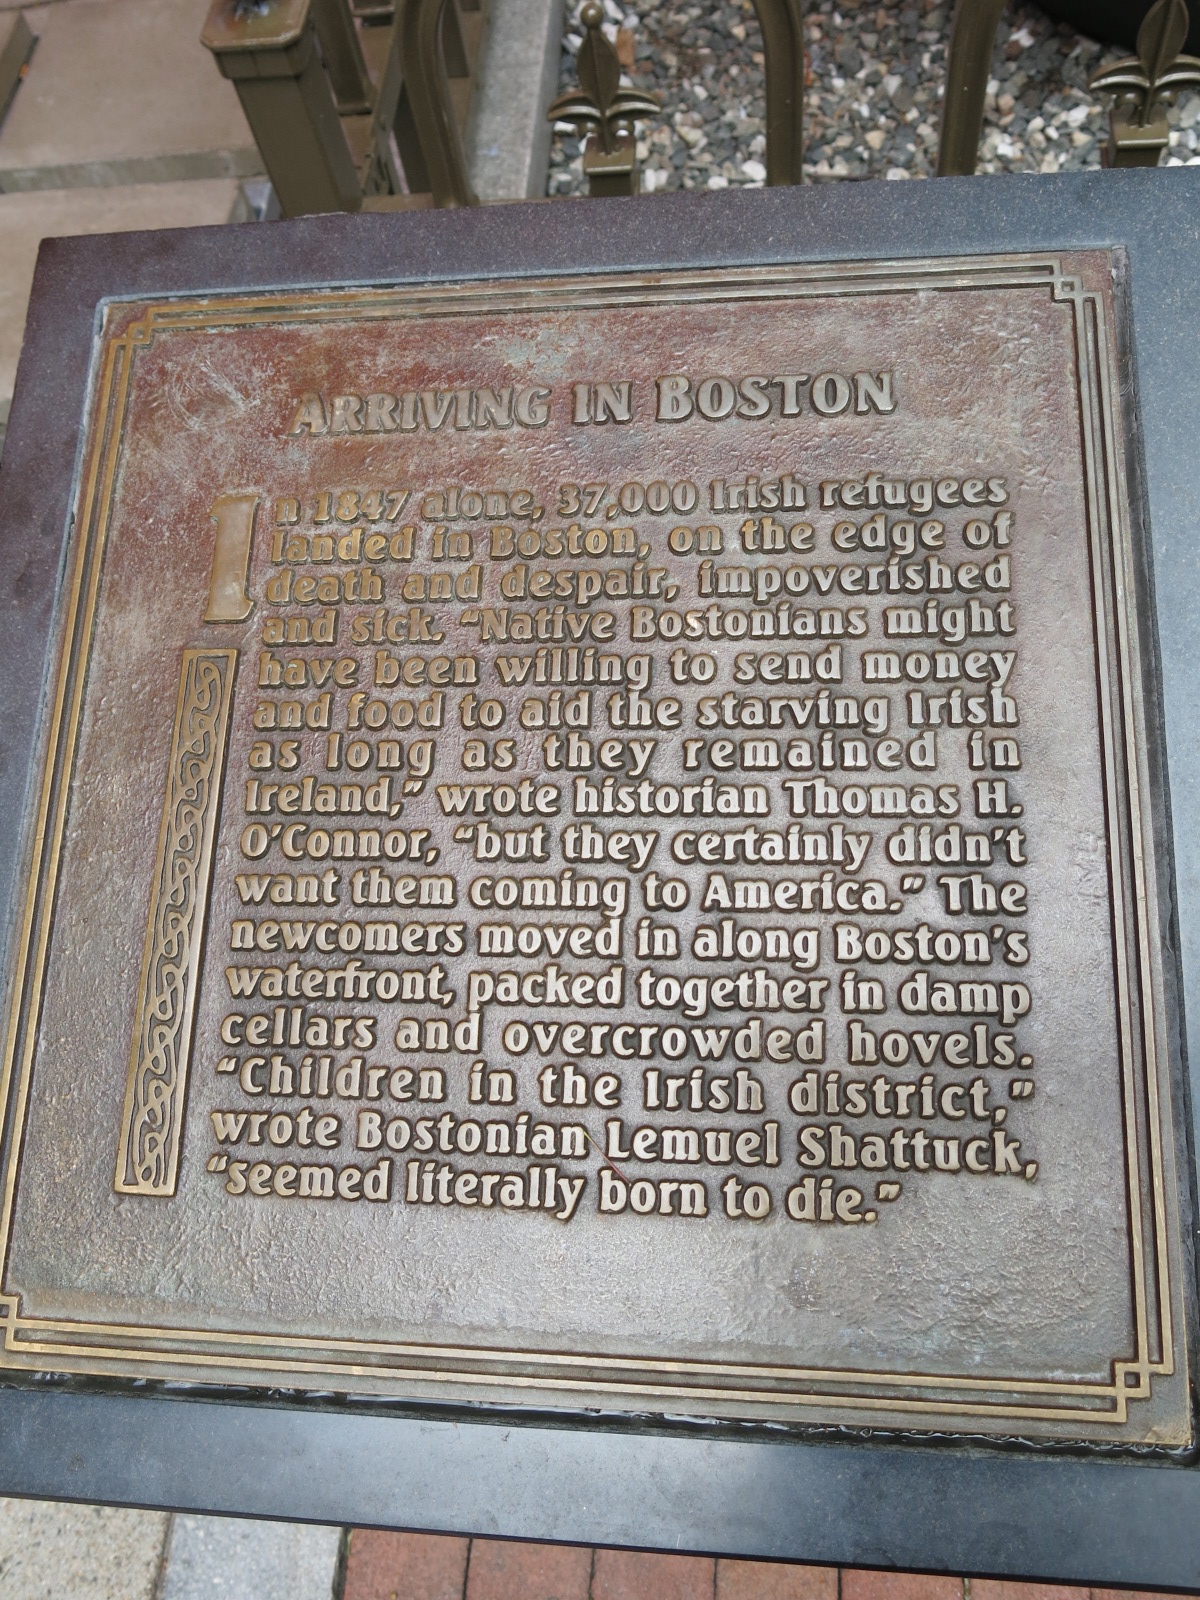 ARRIVING IN BOSTON
In 1847 alone, 37,000 Irish refugees
landed in Boston, on the edge of
death and despair, impoverished
and sick. “Native Bostonians might
have been willing to send money
and food to aid the starving Irish
as long as they remained in
Ireland,” wrote historian Thomas H.
O’Connor, “but they certainly didn’t
want them coming to America.” The
newcomers moved in along Boston’s
waterfront, packed together in damp
cellars and overcrowded hovels.
“Children in the Irish district,”
wrote Bostonian Lemuel Shattuck,
“seemed literally born to die.”